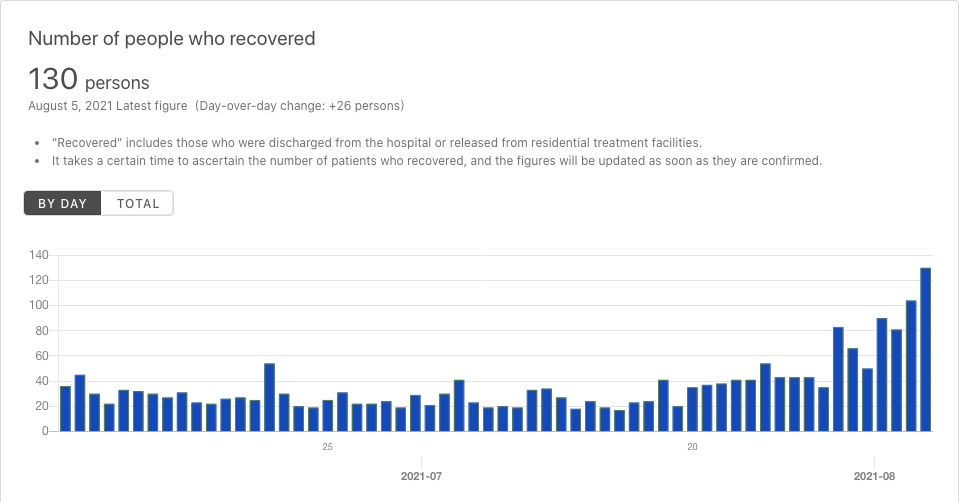 Number of people who recovered
130 persons
August 5, 2021 Latest figure (Day-over-day change: +26 persons)
• "Recovered" includes those who were discharged from the hospital or released from residential treatment facilities.
• It takes a certain time to ascertain the number of patients who recovered, and the figures will be updated as soon as they are confirmed.
BY DAY TOTAL
140
120
100
80
60
40
20
0
25 20
2021-07 2021-08